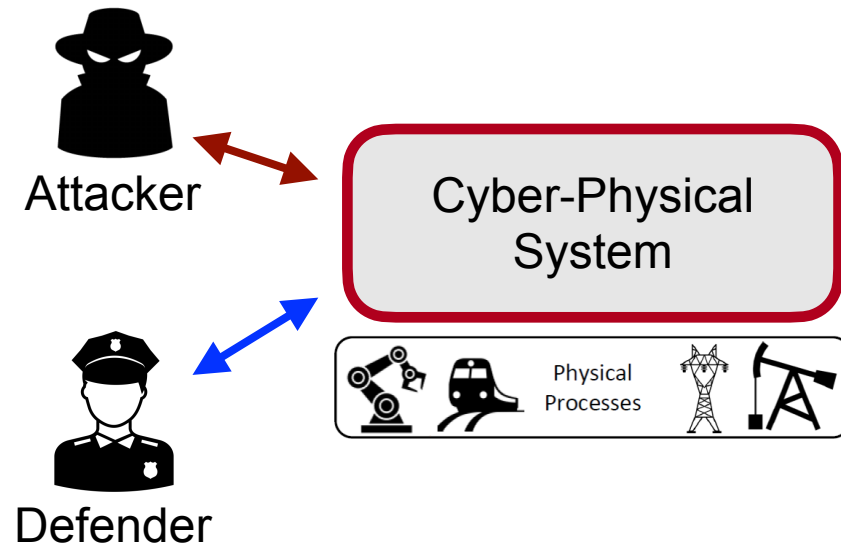 Attacker
Cyber-Physical
System
Physical
Processes
Defender